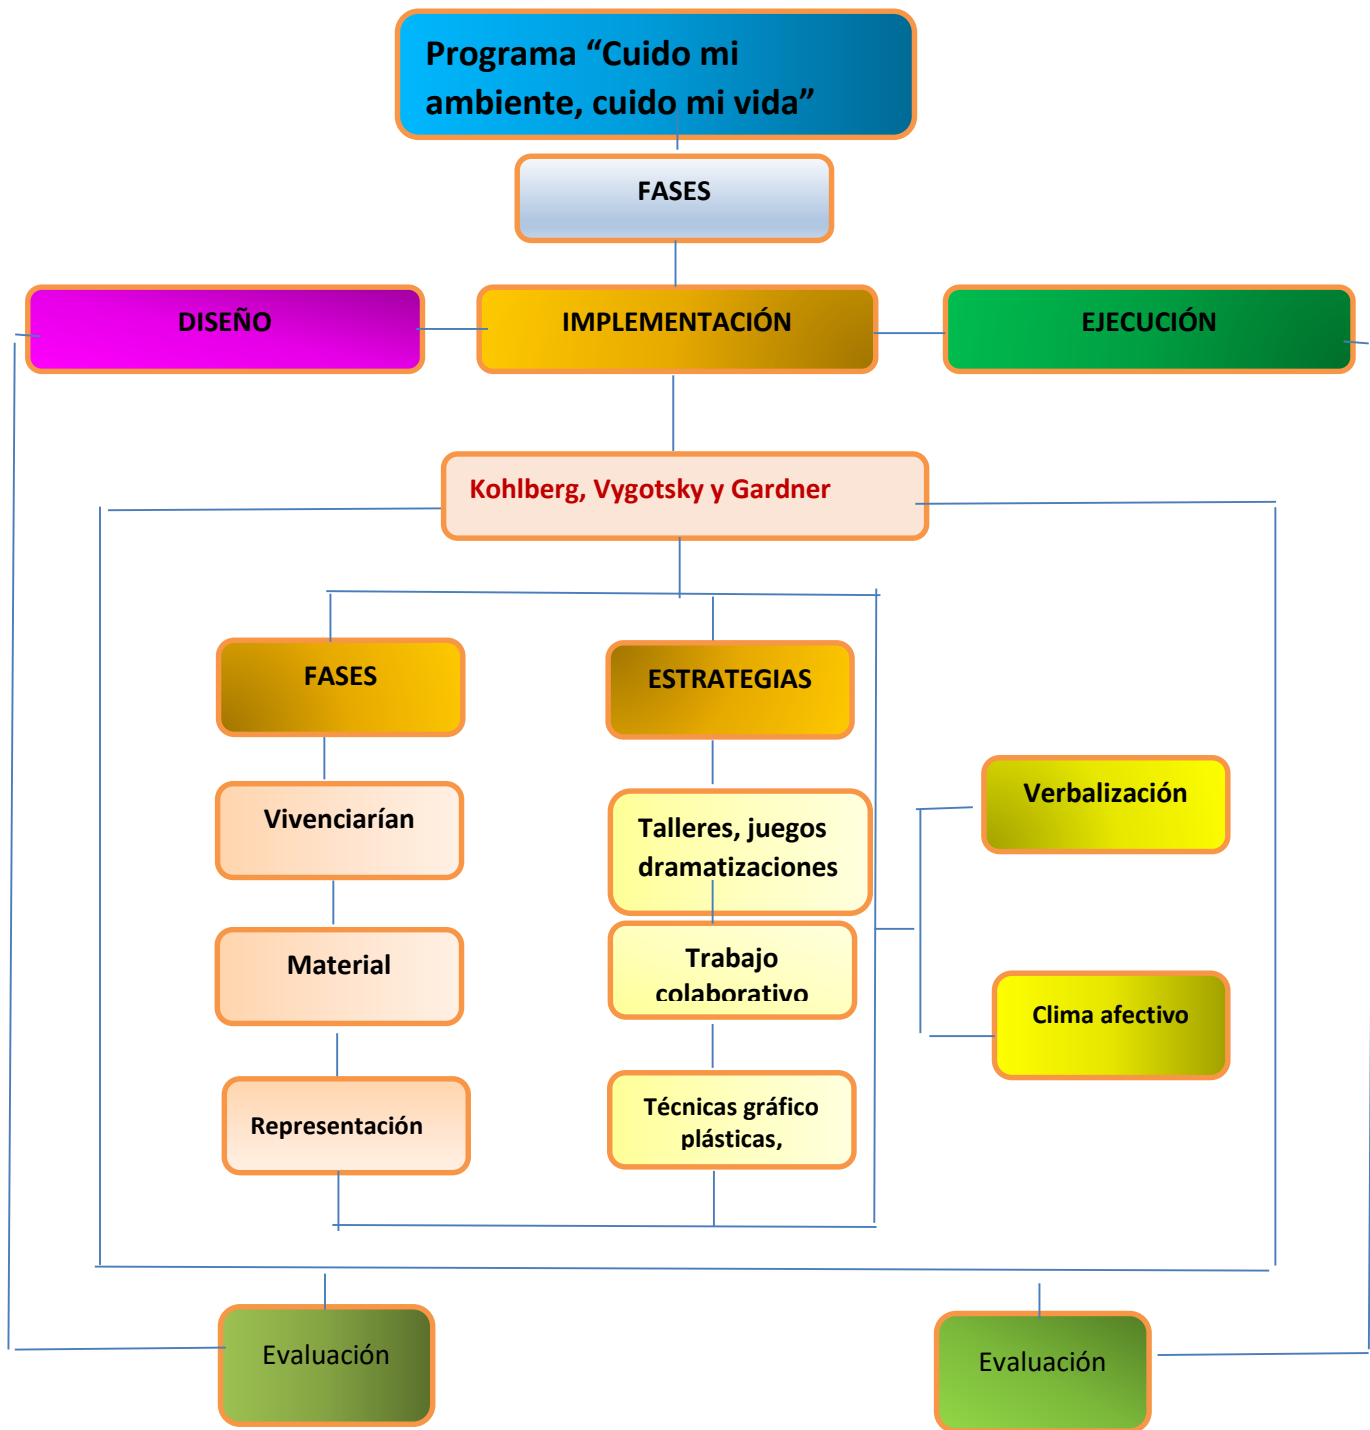 Programa “Cuido mi
ambiente, cuido mi vida”
FASES
DISEÑO
IMPLEMENTACIÓN
EJECUCIÓN
Kohlberg, Vygotsky y Gardner
FASES
ESTRATEGIAS
Vivenciarían
Material
Representación
Talleres, juegos
dramatizaciones
Trabajo
colaborativo
Técnicas gráfico
plásticas,
Verbalización
Clima afectivo
Evaluación
Evaluación